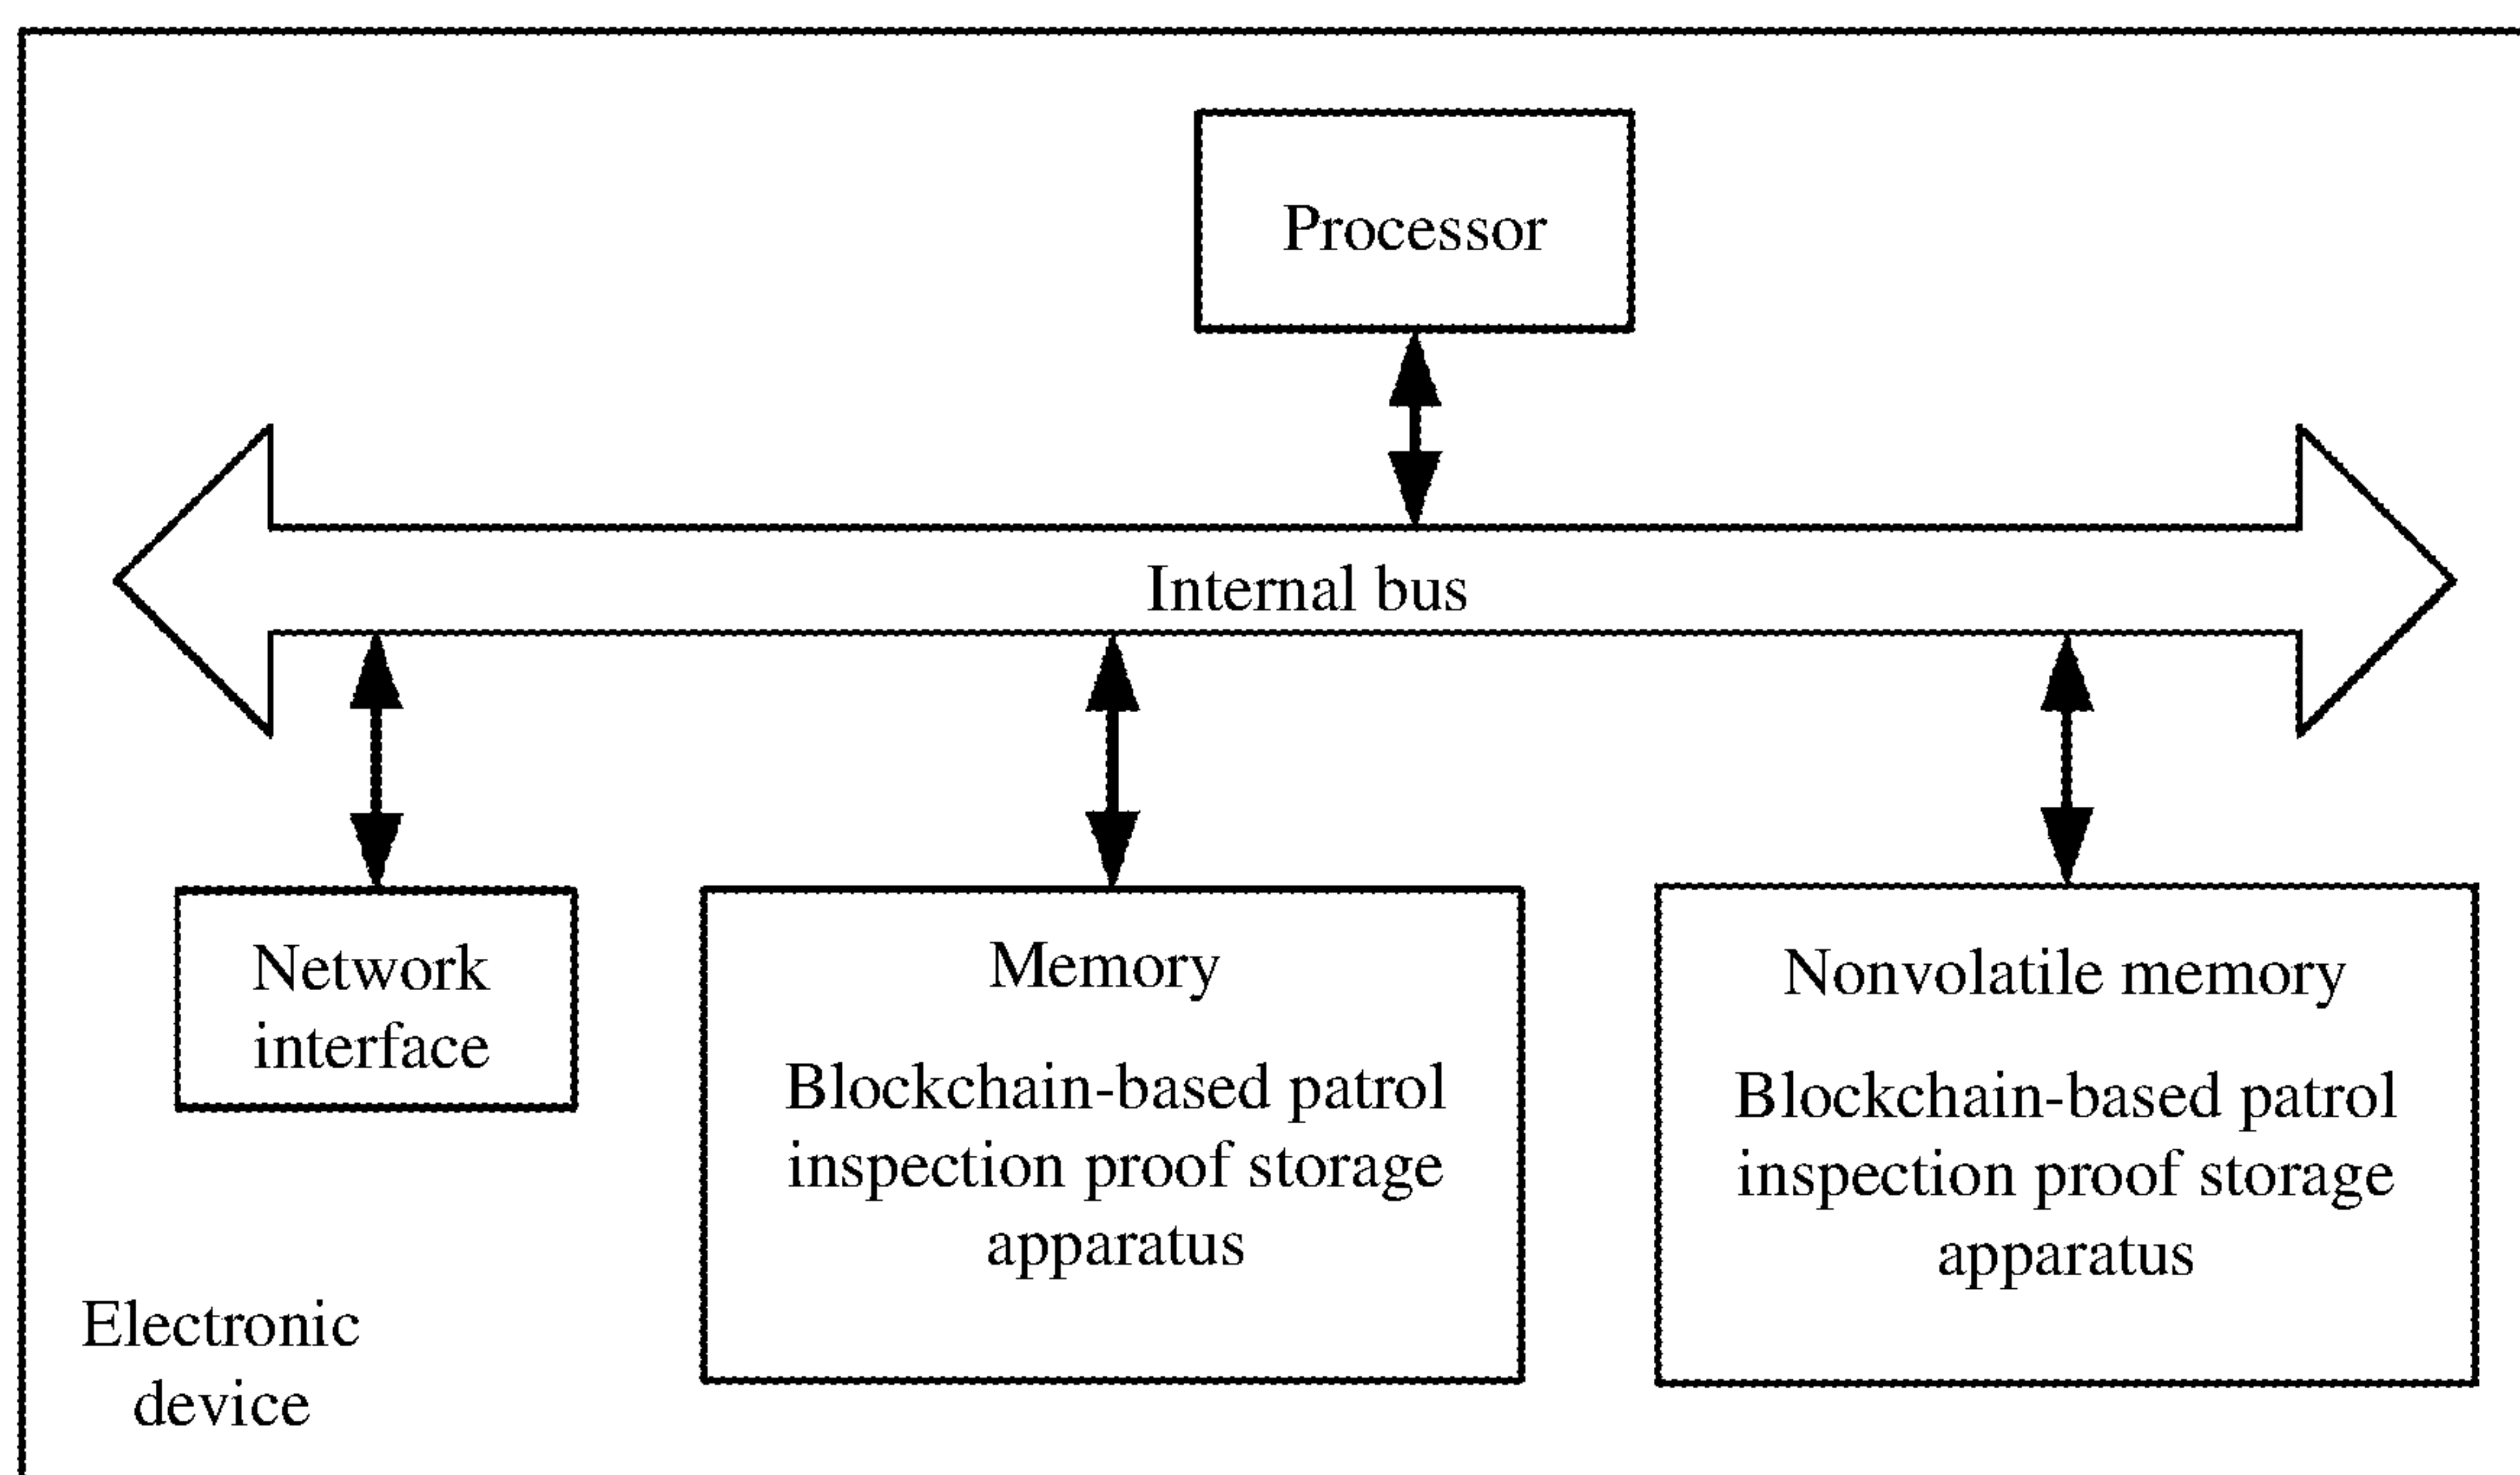 Processor
Internal bus
Network
interface
Memory
Blockchain-based patrol
inspection proof storage
apparatus
Nonvolatile memory
Blockchain-based patrol
inspection proof storage
apparatus
Electronic
device